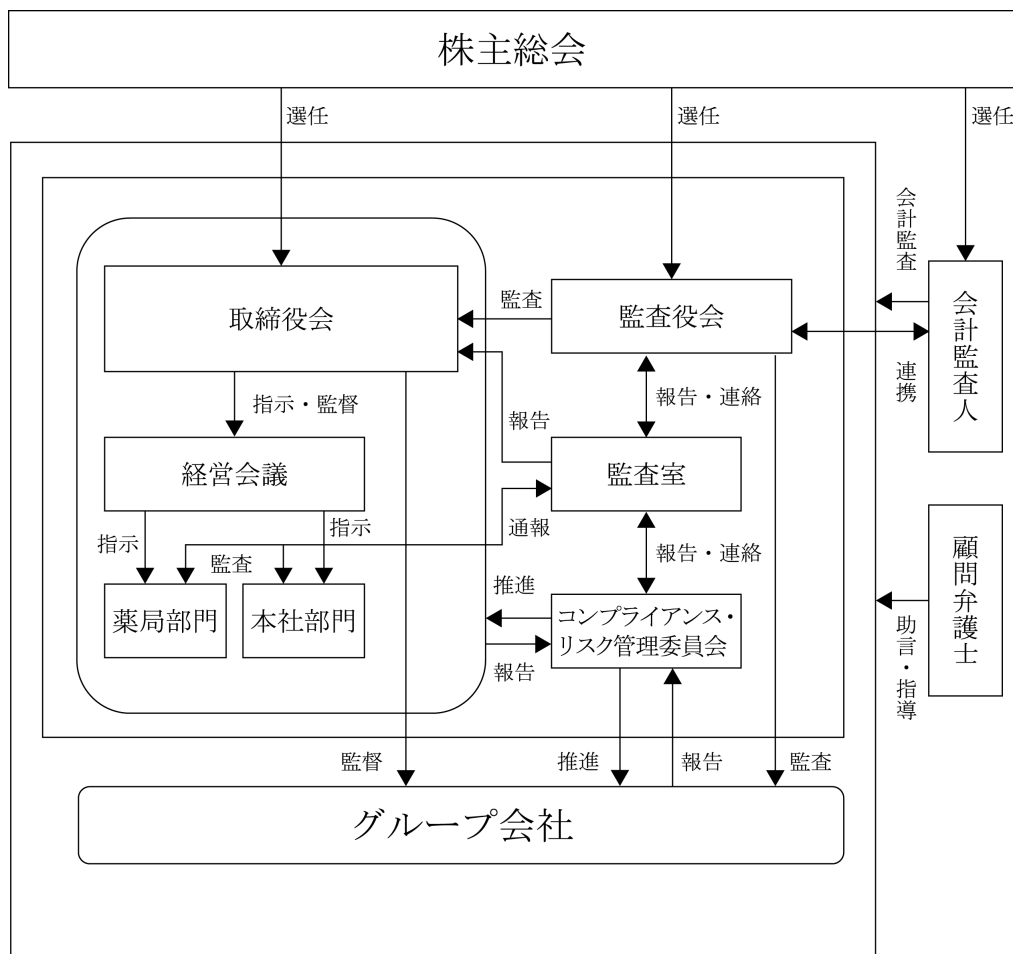 株主総会
選任
選任
選任
会計監査
取締役会
監査
監査役会
会計監査人
連携
指示・監督
報告・連絡
報告
経営会議
監査室
指示
指示
通報
監査
報告・連絡
推進
薬局部門
本社部門
コンプライアンス・
リスク管理委員会
報告
顧問弁護士
助言・指導
監督
推進
報告
監査
グループ会社